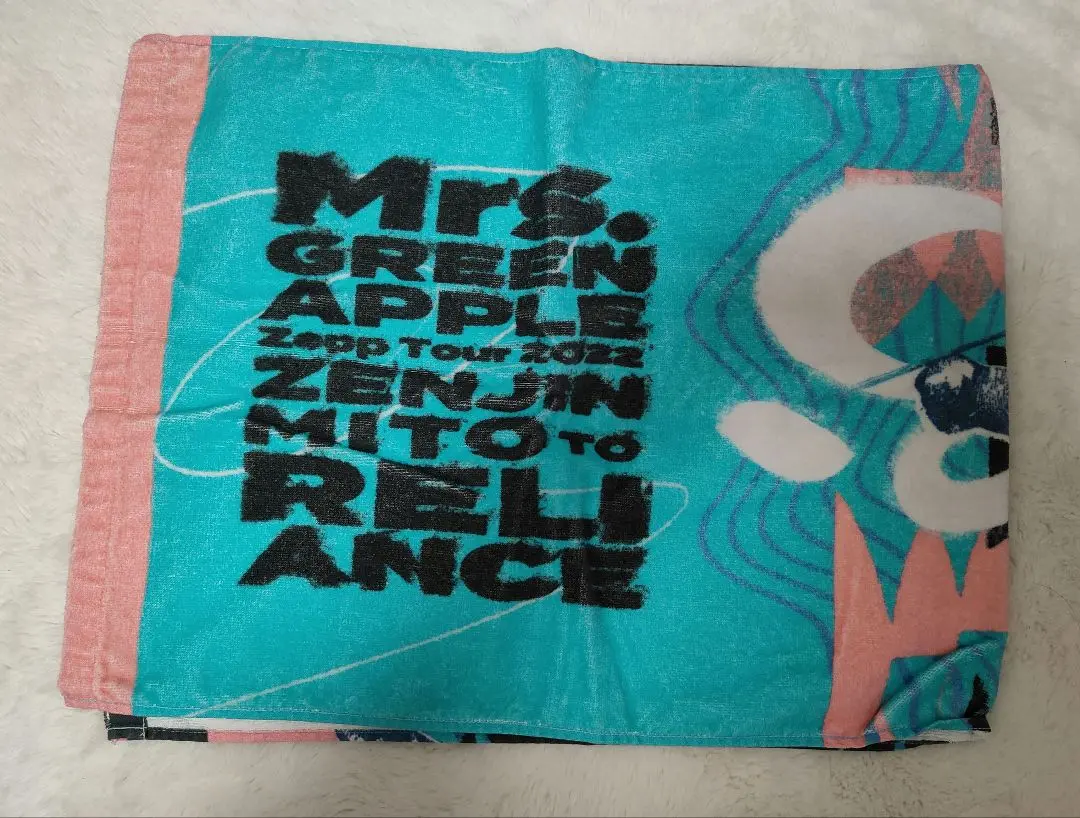 Mrs.
GREEN
APPLE
Zepp Tour 2022
ZENJIN
MITO TO
RELI
ANCE